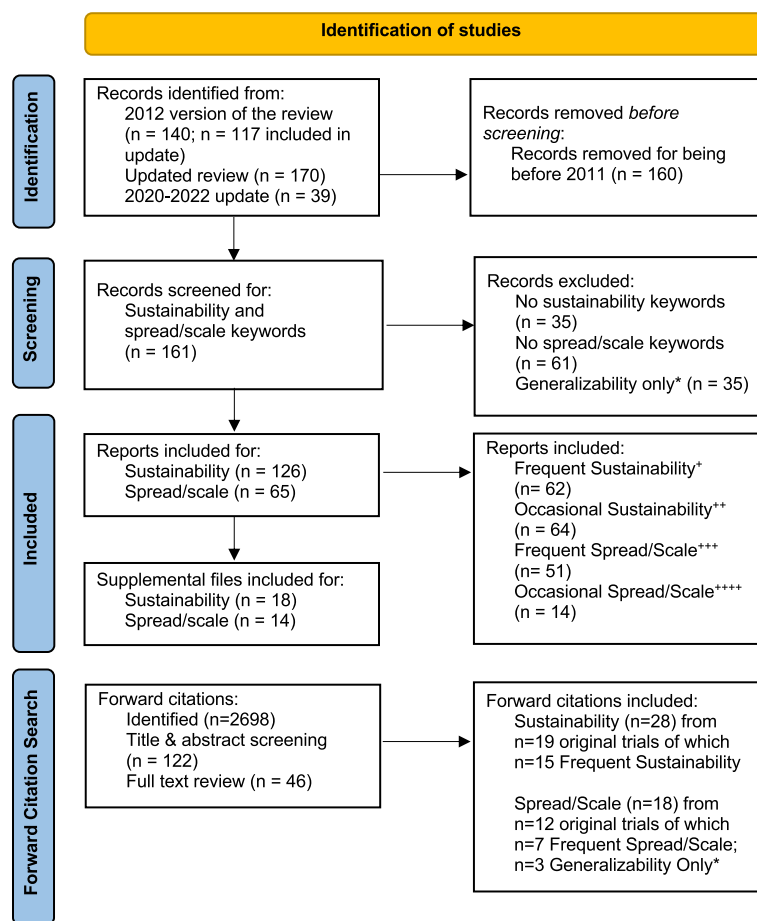 Identification of studies
Identification
Records identified from:
2012 version of the review
(n = 140; n = 117 included in
update)
Updated review (n = 170)
2020-2022 update (n = 39)
Records removed before
screening:
Records removed for being
before 2011 (n = 160)
Screening
Records screened for:
Sustainability and
spread/scale keywords
(n = 161)
Records excluded:
No sustainability keywords
(n = 35)
No spread/scale keywords
(n = 61)
Generalizability only* (n = 35)
Included
Reports included for:
Sustainability (n = 126)
Spread/scale (n = 65)
Reports included:
Frequent Sustainability+
(n= 62)
Occasional Sustainability++
(n = 64)
Frequent Spread/Scale+++
(n= 51)
Occasional Spread/Scale++++
(n = 14)
Supplemental files included for:
Sustainability (n = 18)
Spread/scale (n = 14)
Forward Citation Search
Forward citations:
Identified (n=2698)
Title & abstract screening
(n = 122)
Full text review (n = 46)
Forward citations included:
Sustainability (n=28) from
n=19 original trials of which
n=15 Frequent Sustainability
Spread/Scale (n=18) from
n=12 original trials of which
n=7 Frequent Spread/Scale;
n=3 Generalizability Only*